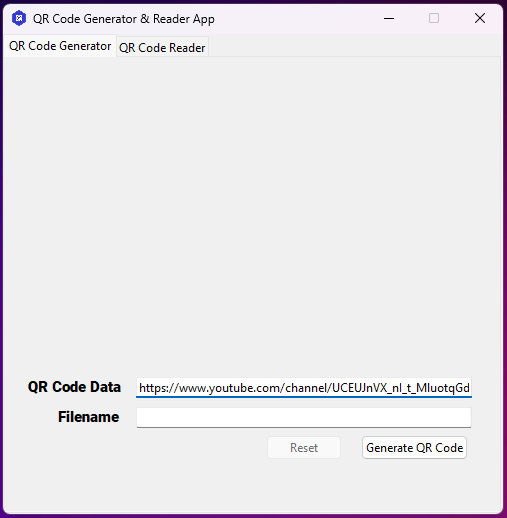 QR Code Generator & Reader App
QR Code Generator QR Code Reader
QR Code Data https://www.youtube.com/channel/UCEUJnVX_nl_t_MluotqGd
Filename
Reset Generate QR Code